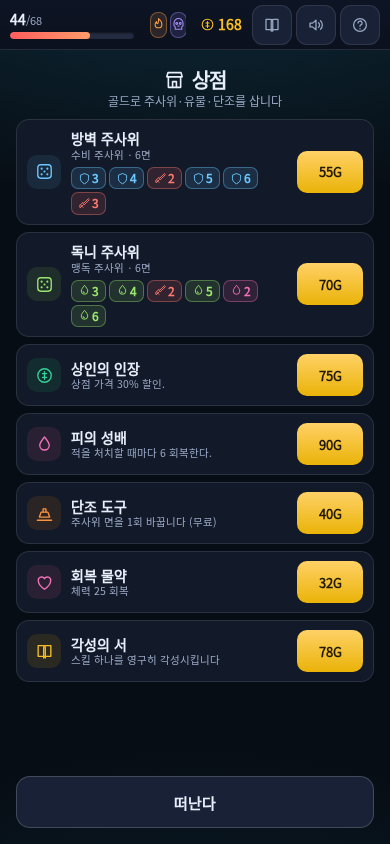 44/68
168
상점
골드로 주사위·유물·단조를 삽니다
방벽 주사위
수비 주사위 · 6면
3 4 2 5 6
3
55G
독니 주사위
맹독 주사위 · 6면
3 4 2 5 2
6
70G
상인의 인장
상점 가격 30% 할인.
75G
피의 성배
적을 처치할 때마다 6 회복한다.
90G
단조 도구
주사위 면을 1회 바꿉니다 (무료)
40G
회복 물약
체력 25 회복
32G
각성의 서
스킬 하나를 영구히 각성시킵니다
78G
떠난다